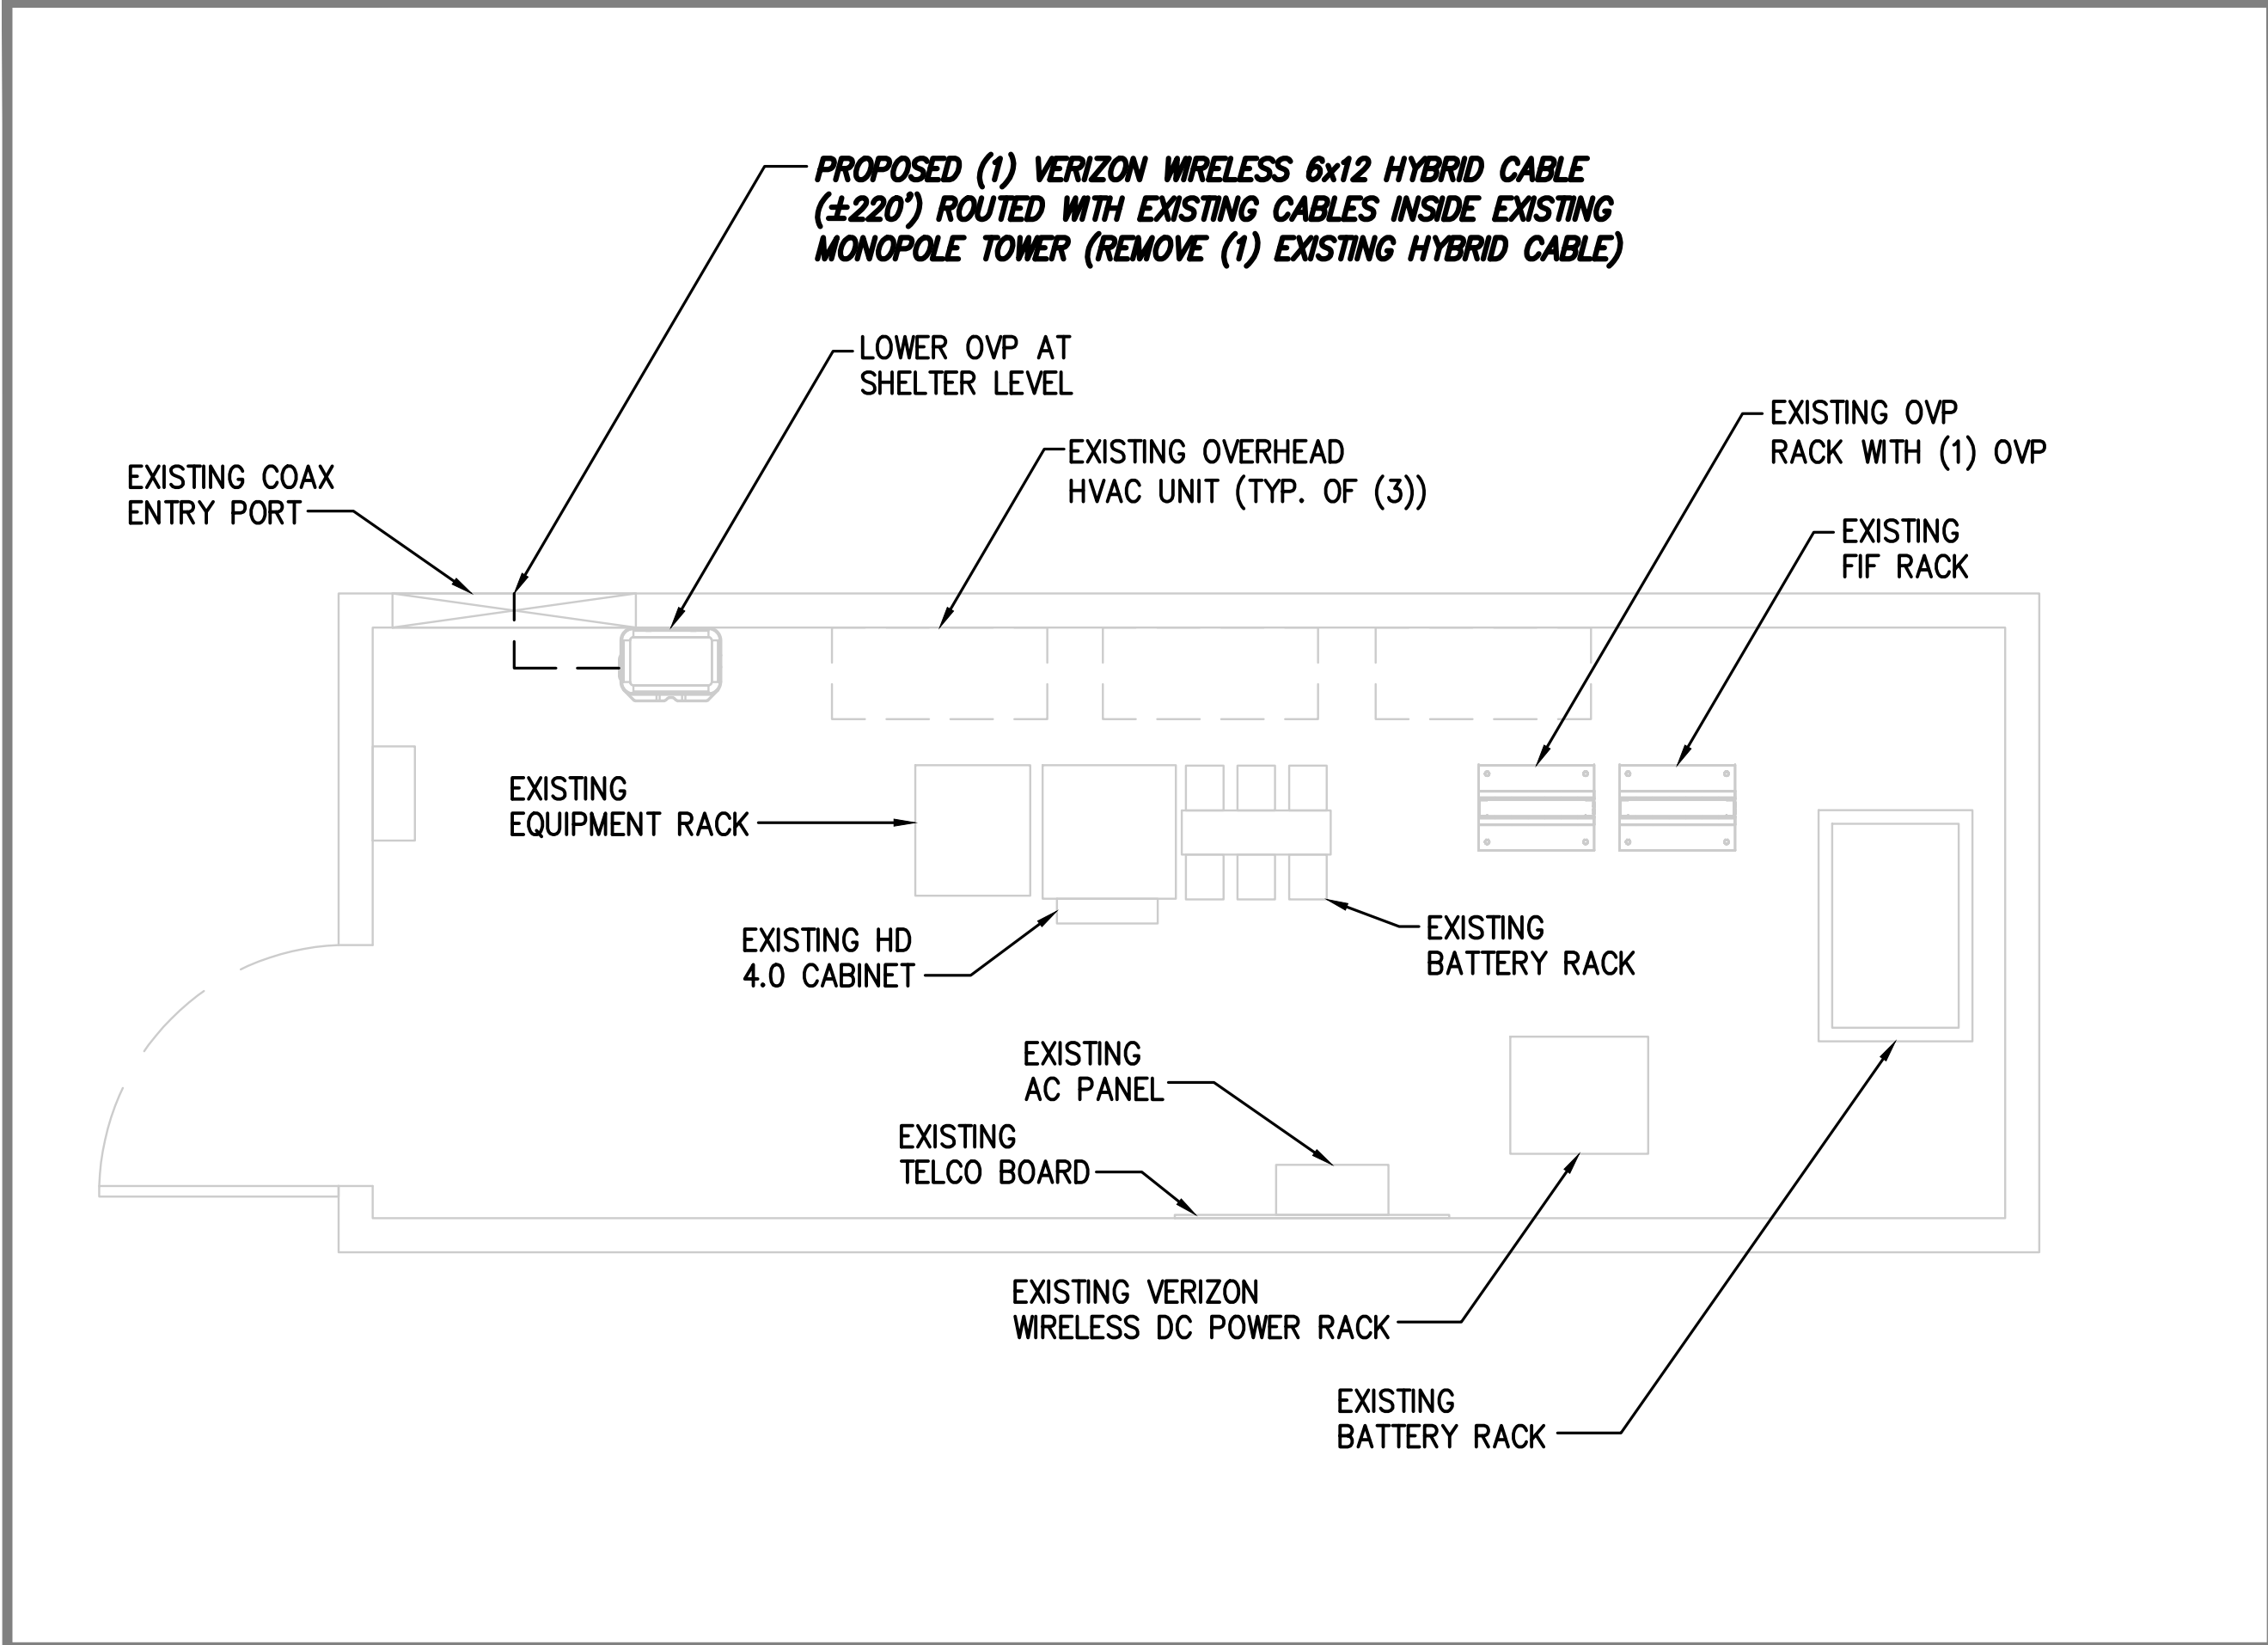 PROPOSED (1) VERIZON WIRELESS 6x12 HYBRID CABLE
(±220') ROUTED WITH EXISTING CABLES INSIDE EXISTING
MONOPOLE TOWER (REMOVE (1) EXISTING HYBRID CABLE)
LOWER OVP AT
SHELTER LEVEL
EXISTING OVERHEAD
HVAC UNIT (TYP. OF (3))
EXISTING OVP
RACK WITH (1) OVP
EXISTING
FIF RACK
EXISTING COAX
ENTRY PORT
EXISTING
EQUIPMENT RACK
EXISTING HD
4.0 CABINET
EXISTING
BATTERY RACK
EXISTING
AC PANEL
EXISTING
TELCO BOARD
EXISTING VERIZON
WIRELESS DC POWER RACK
EXISTING
BATTERY RACK